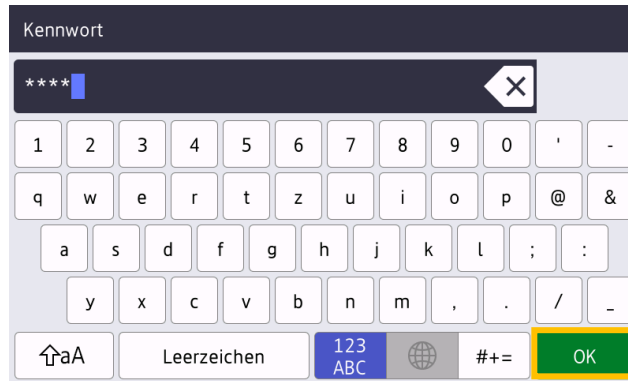 Kennwort
****
1 2 3 4 5 6 7 8 9 0 ' -
q w e r t z u i o p @ &
a s d f g h j k l ; :
y x c v b n m , . / _
aA Leerzeichen 123 #+= OK
ABC